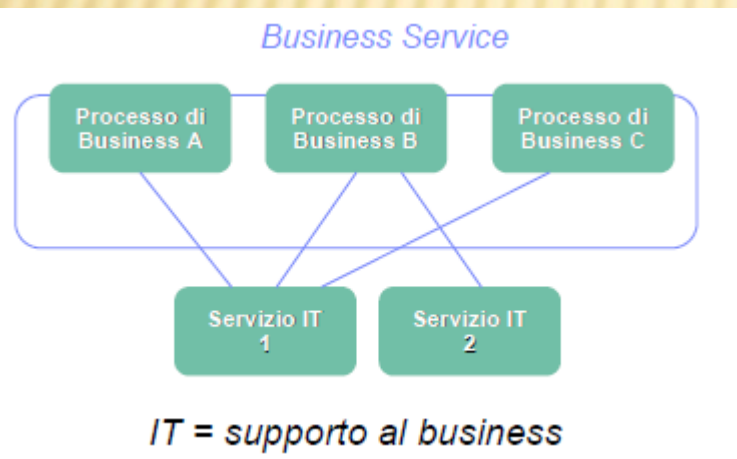 Business Service
Processo di
Business A
Processo di
Business B
Processo di
Business C
Servizio IT
1
Servizio IT
2
IT = supporto al business